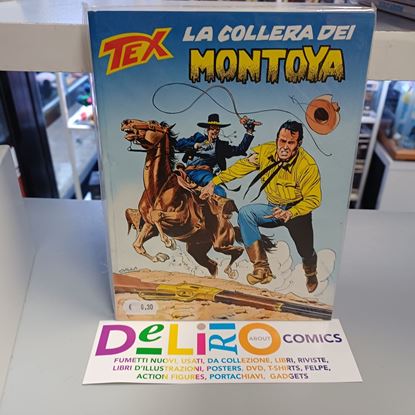 TEX
LA COLLERA DEI
MONTOYA
€ 6,30
DELIRIO ABOUT COMICS
FUMETTI NUOVI, USATI, DA COLLEZIONE, LIBRI, RIVISTE,
LIBRI D'ILLUSTRAZIONI, POSTERS, DVD, T-SHIRTS, FELPE,
ACTION FIGURES, PORTACHIAVI, GADGETS